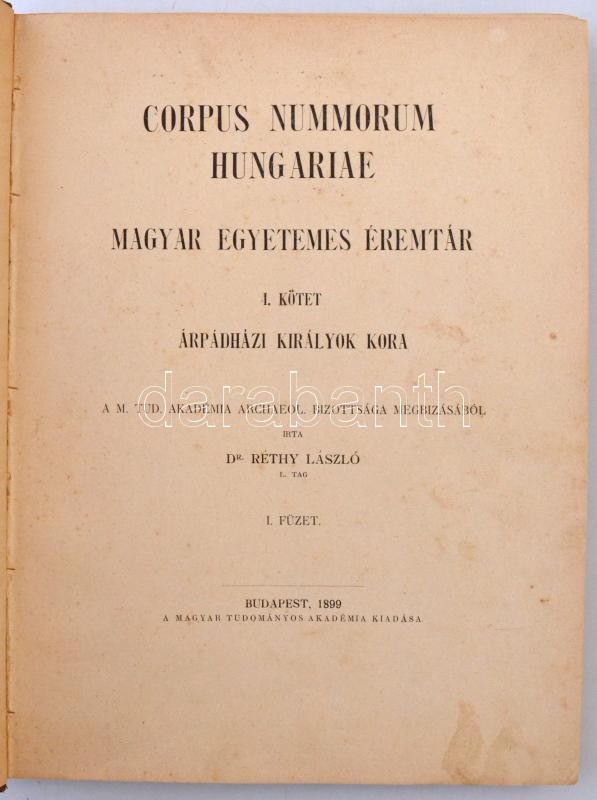 CORPUS NUMMORUM
HUNGARIAE
MAGYAR EGYETEMES ÉREMTÁR
I. KÖTET
ÁRPÁDHÁZI KIRÁLYOK KORA
A M. TUD. AKADÉMIA ARCHAEOL. BIZOTTSÁGA MEGBIZÁSÁBÓL
darabanth
IRTA
DR. RÉTHY LÁSZLÓ
L. TAG
I. FÜZET.
BUDAPEST, 1899
A MAGYAR TUDOMÁNYOS AKADÉMIA KIADÁSA